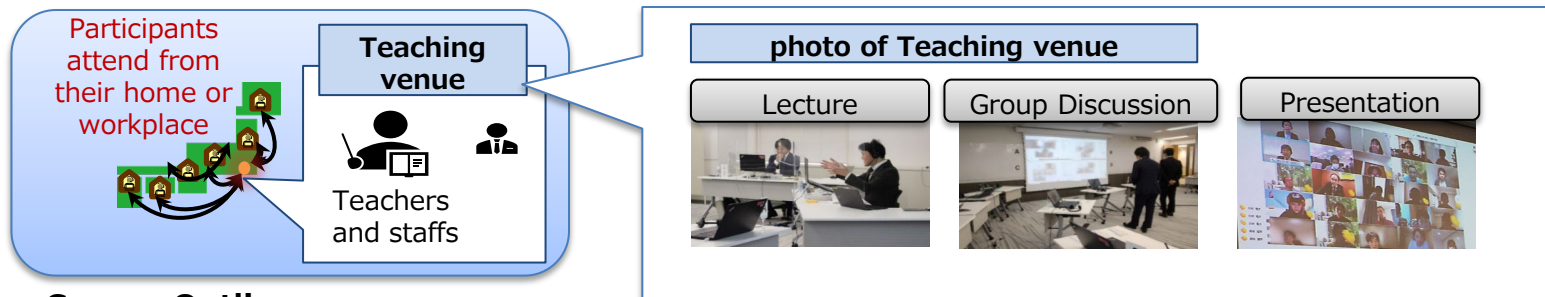 Participants
attend from
their home or
workplace
Teaching
venue
Teachers
and staffs
photo of Teaching venue
Lecture
Group Discussion
Presentation